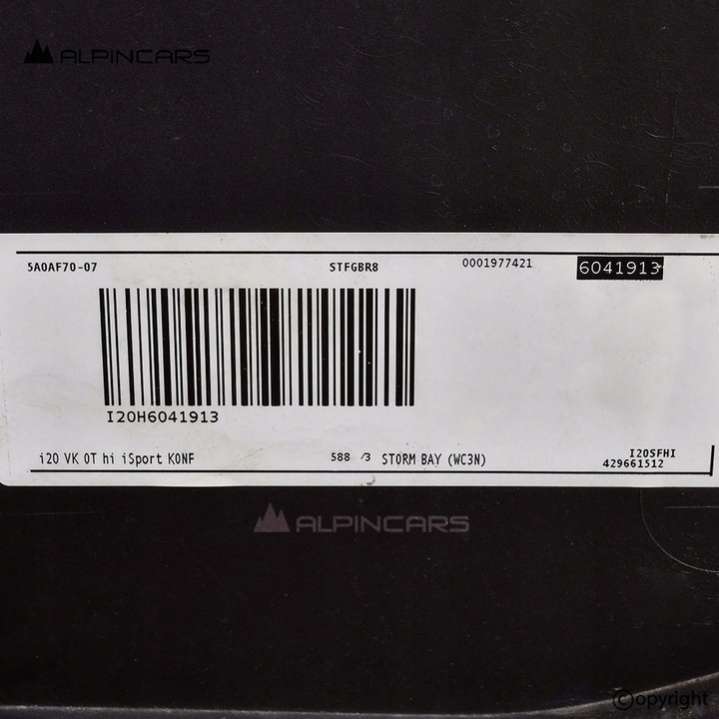 ALPINCARS
5A0AF70-07 STFGBR8 0001977421 6041913
I20H6041913
i20 VK OT hi iSport KONF 588 /3 STORM BAY (WC3N) I20SFHI
429661512
ALPINCARS
©opyright